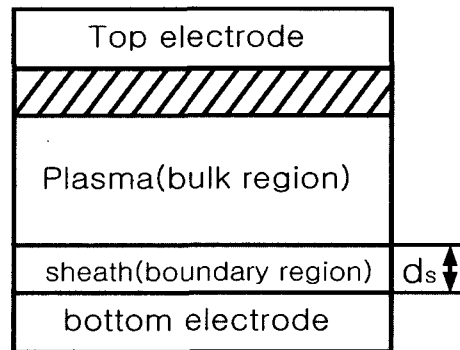 Top electrode
Plasma(bulk region)
sheath(boundary region)
ds
bottom electrode